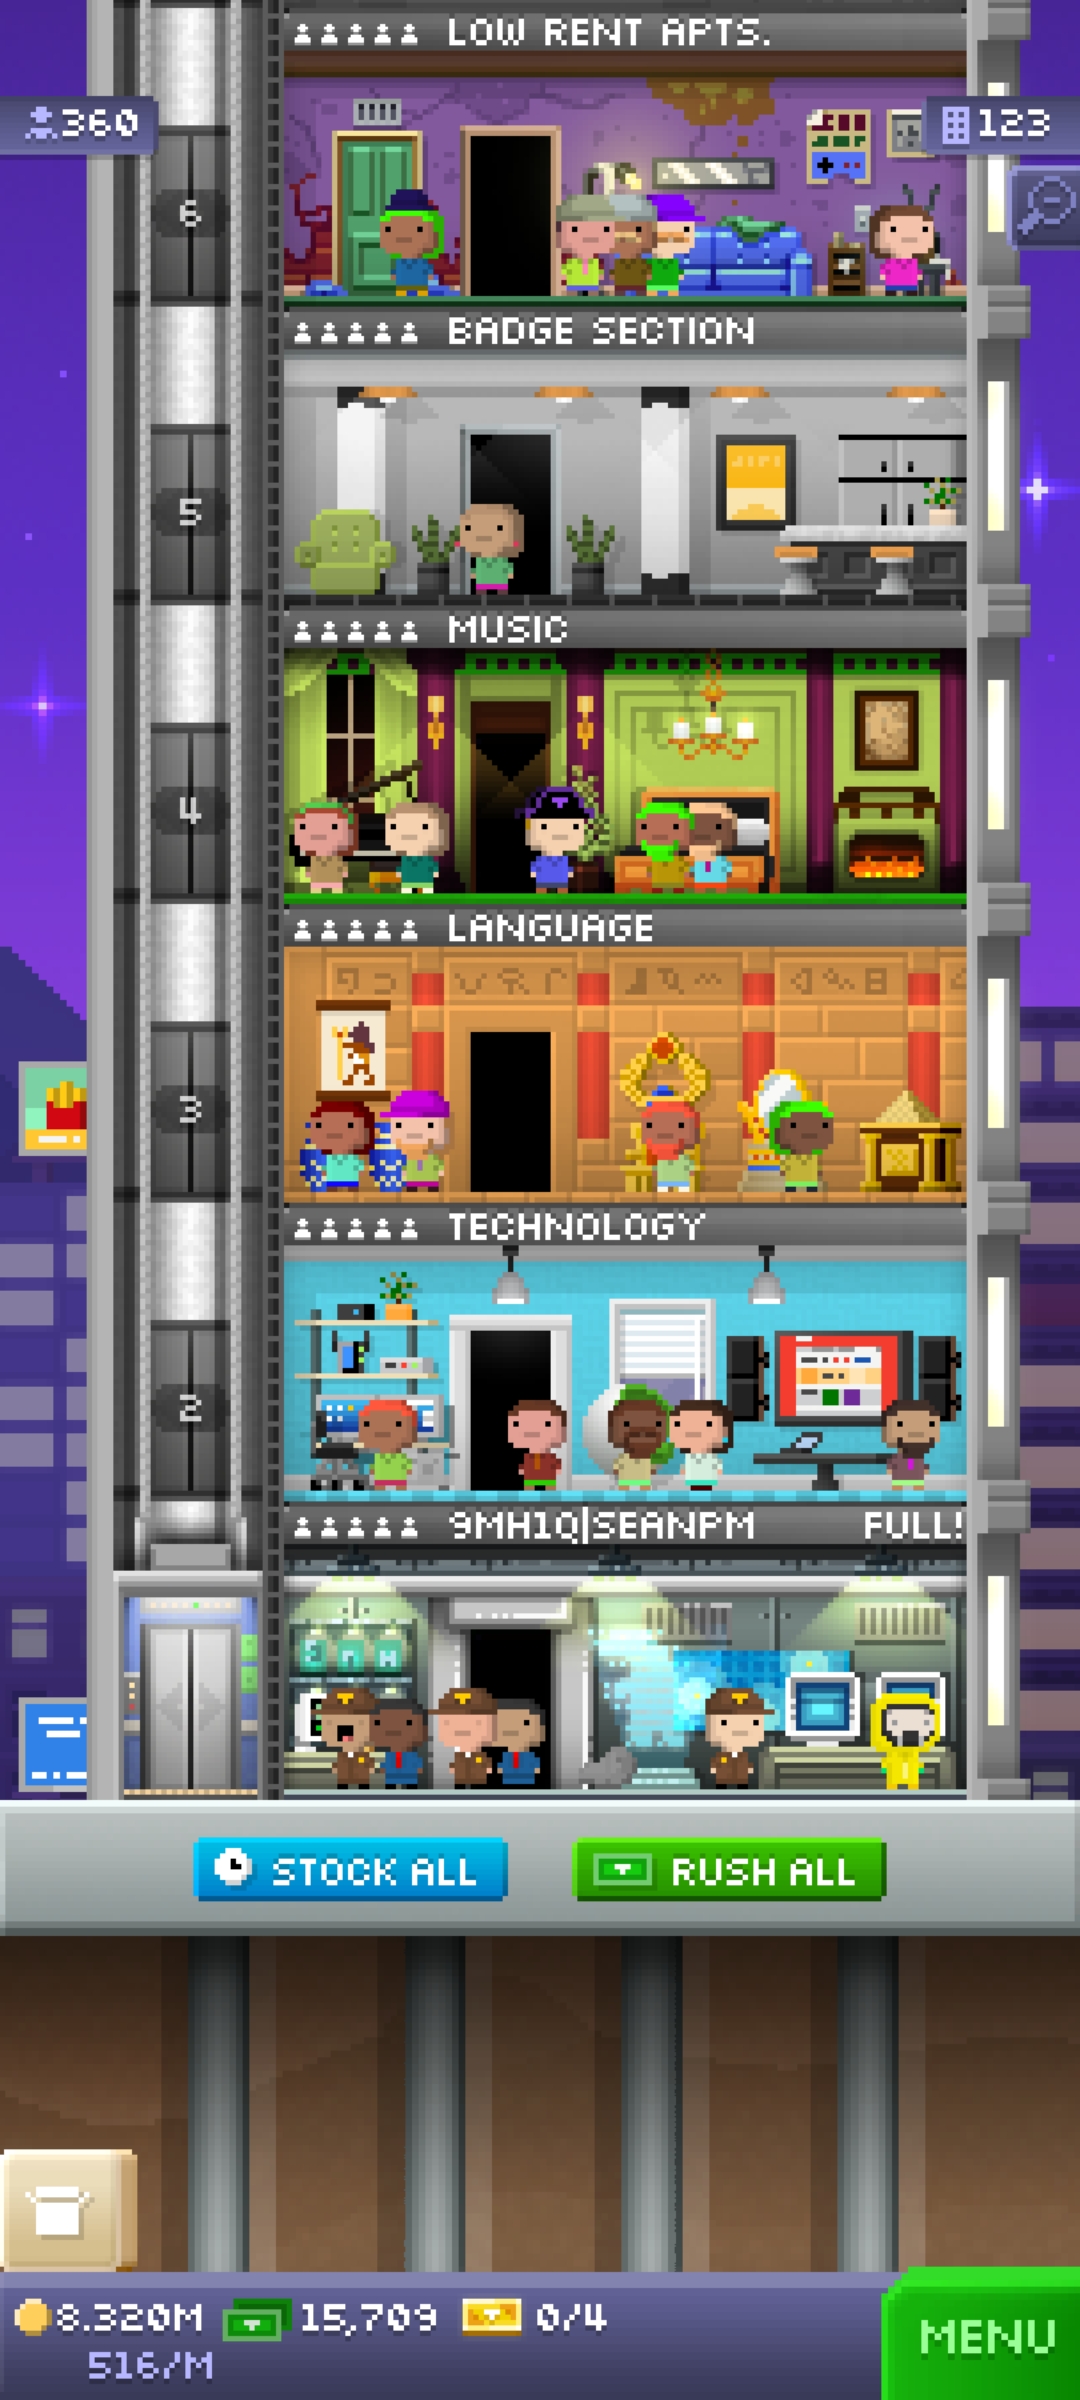 LOW RENT APTS.
360
123
6
BADGE SECTION
5
MUSIC
4
LANGUAGE
3
TECHNOLOGY
2
9MH1Q|SEANPM FULL!
STOCK ALL
RUSH ALL
8.320M 15,709 0/4
516/M
MENU